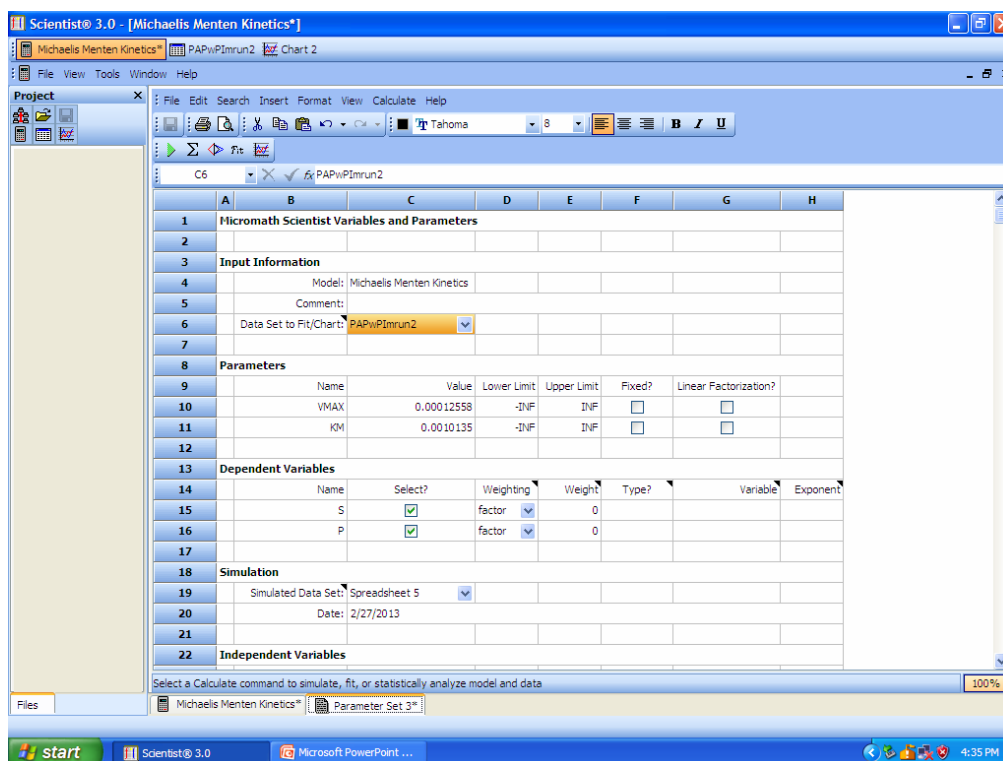 Scientist® 3.0 - [Michaelis Menten Kinetics*]
Michaelis Menten Kinetics* PAPwPImrun2 Chart 2
File View Tools Window Help
Project x
File Edit Search Insert Format View Calculate Help
Tahoma 8 B I U
Σ Fit
C6 fx PAPwPImrun2
A B C D E F G H
1 Micromath Scientist Variables and Parameters
2
3 Input Information
4 Model: Michaelis Menten Kinetics
5 Comment:
6 Data Set to Fit/Chart: PAPwPImrun2
7
8 Parameters
9 Name Value Lower Limit Upper Limit Fixed? Linear Factorization?
10 VMAX 0.00012558 -INF INF
11 KM 0.0010135 -INF INF
12
13 Dependent Variables
14 Name Select? Weighting Weight Type? Variable Exponent
15 S factor 0
16 P factor 0
17
18 Simulation
19 Simulated Data Set: Spreadsheet 5
20 Date: 2/27/2013
21
22 Independent Variables
Select a Calculate command to simulate, fit, or statistically analyze model and data 100%
Files Michaelis Menten Kinetics* Parameter Set 3*
start Scientist® 3.0 Microsoft PowerPoint ... 4:35 PM